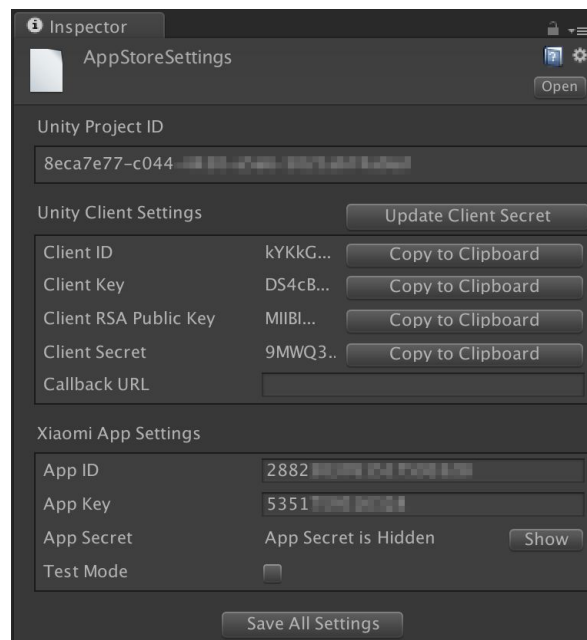 Inspector
AppStoreSettings
Open
Unity Project ID
8eca7e77-c044
Unity Client Settings Update Client Secret
Client ID kYKkG... Copy to Clipboard
Client Key DS4cB... Copy to Clipboard
Client RSA Public Key MIIBI... Copy to Clipboard
Client Secret 9MWQ3.. Copy to Clipboard
Callback URL
Xiaomi App Settings
App ID 2882
App Key 5351
App Secret App Secret is Hidden Show
Test Mode
Save All Settings